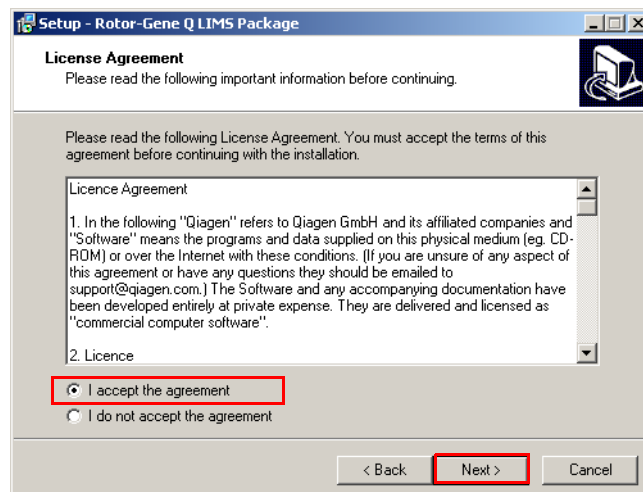 Setup - Rotor-Gene Q LIMS Package
License Agreement
Please read the following important information before continuing.
Please read the following License Agreement. You must accept the terms of this
agreement before continuing with the installation.
Licence Agreement
1. In the following "Qiagen" refers to Qiagen GmbH and its affiliated companies and
"Software" means the programs and data supplied on this physical medium (eg. CD-
ROM) or over the Internet with these conditions. (If you are unsure of any aspect of
this agreement or have any questions they should be emailed to
support@qiagen.com.) The Software and any accompanying documentation have
been developed entirely at private expense. They are delivered and licensed as
"commercial computer software".
2. Licence
I accept the agreement
I do not accept the agreement
< Back
Next >
Cancel